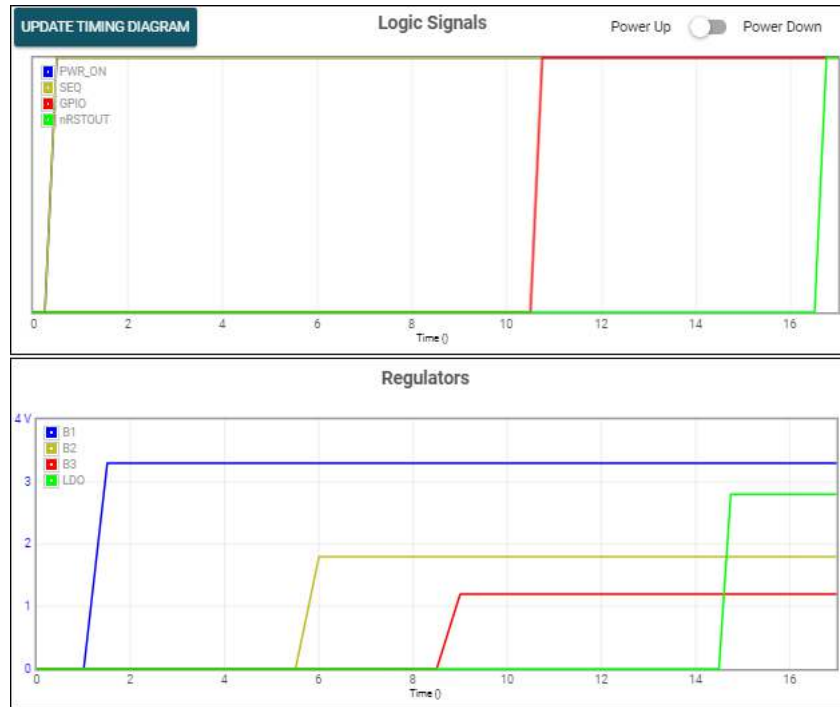 UPDATE TIMING DIAGRAM Logic Signals Power Up Power Down
PWR_ON
SEQ
GPIO
nRSTOUT
0 2 4 6 8 10 12 14 16
Time ()
Regulators
4 V
B1
B2
3
B3
LDO
2
1
0
0 2 4 6 8 10 12 14 16
Time ()